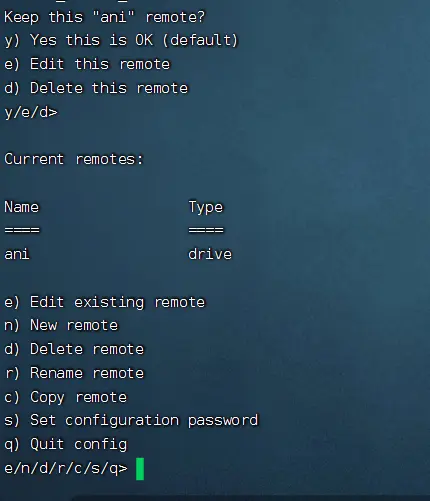 Keep this "ani" remote?
y) Yes this is OK (default)
e) Edit this remote
d) Delete this remote
y/e/d>
Current remotes:
Name                 Type
====                 ====
ani                  drive
e) Edit existing remote
n) New remote
d) Delete remote
r) Rename remote
c) Copy remote
s) Set configuration password
q) Quit config
e/n/d/r/c/s/q>